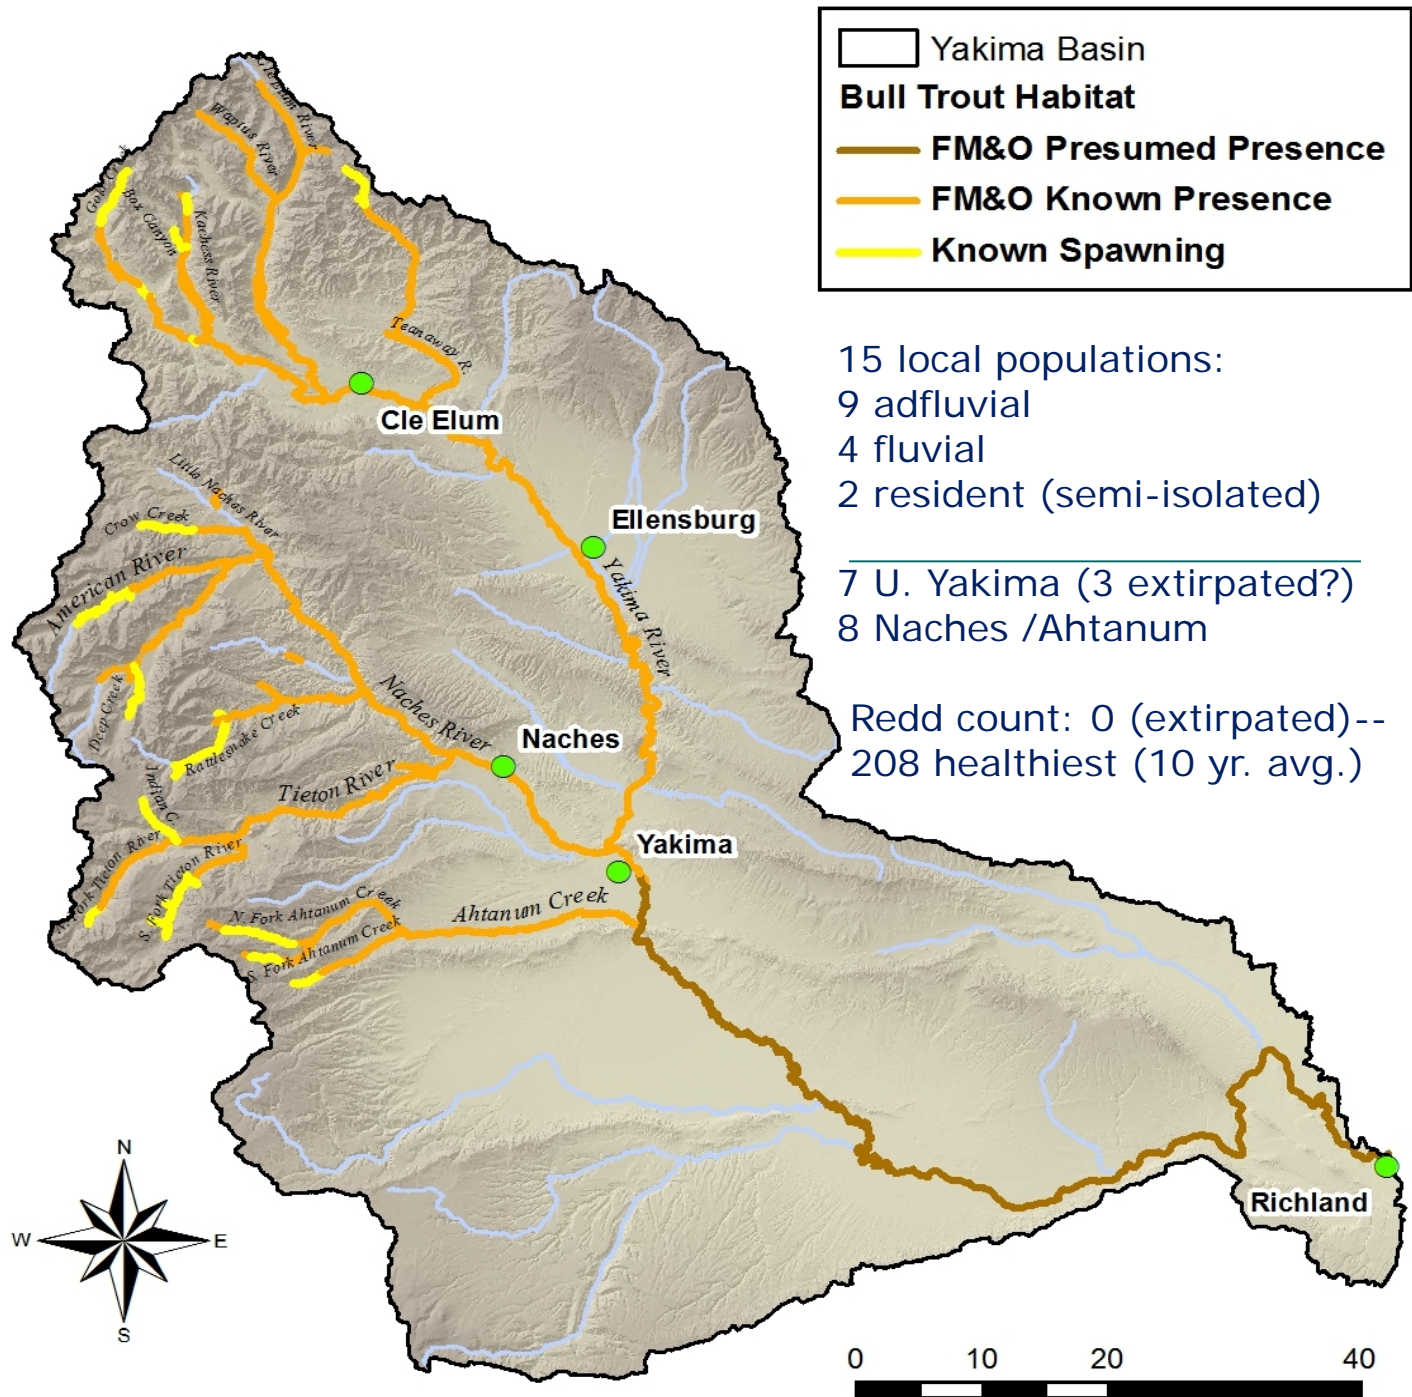 Yakima Basin
Bull Trout Habitat
FM&O Presumed Presence
FM&O Known Presence
Known Spawning
15 local populations:
9 adfluvial
4 fluvial
2 resident (semi-isolated)
7 U. Yakima (3 extirpated?)
8 Naches /Ahtanum
Redd count: 0 (extirpated)--
208 healthiest (10 yr. avg.)
Waptus River
River
Gold Creek
Box Canyon
Kachess River
Teanaway R.
Cle Elum
Little Naches River
Crow Creek
American River
Ellensburg
Yakima River
Deep Creek
Rattlesnake Creek
Naches River
Naches
Indian C.
Tieton River
N. Fork Tieton River
S. Fork Tieton River
Yakima
N. Fork Ahtanum Creek
S. Fork Ahtanum Creek
Ahtanum Creek
Richland
N
W
E
S
0 10 20 40